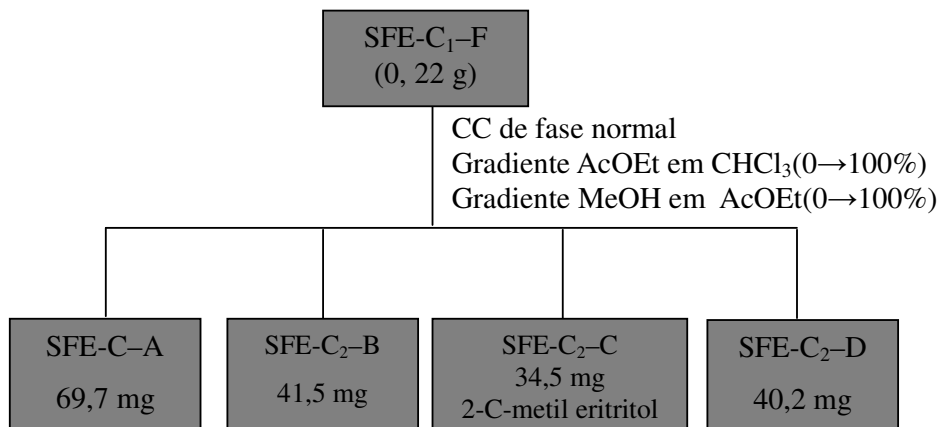 SFE-C₁–F
(0, 22 g)
CC de fase normal
Gradiente AcOEt em CHCl₃(0→100%)
Gradiente MeOH em AcOEt(0→100%)
SFE-C–A
69,7 mg
SFE-C₂–B
41,5 mg
SFE-C₂–C
34,5 mg
2-C-metil eritritol
SFE-C₂–D
40,2 mg